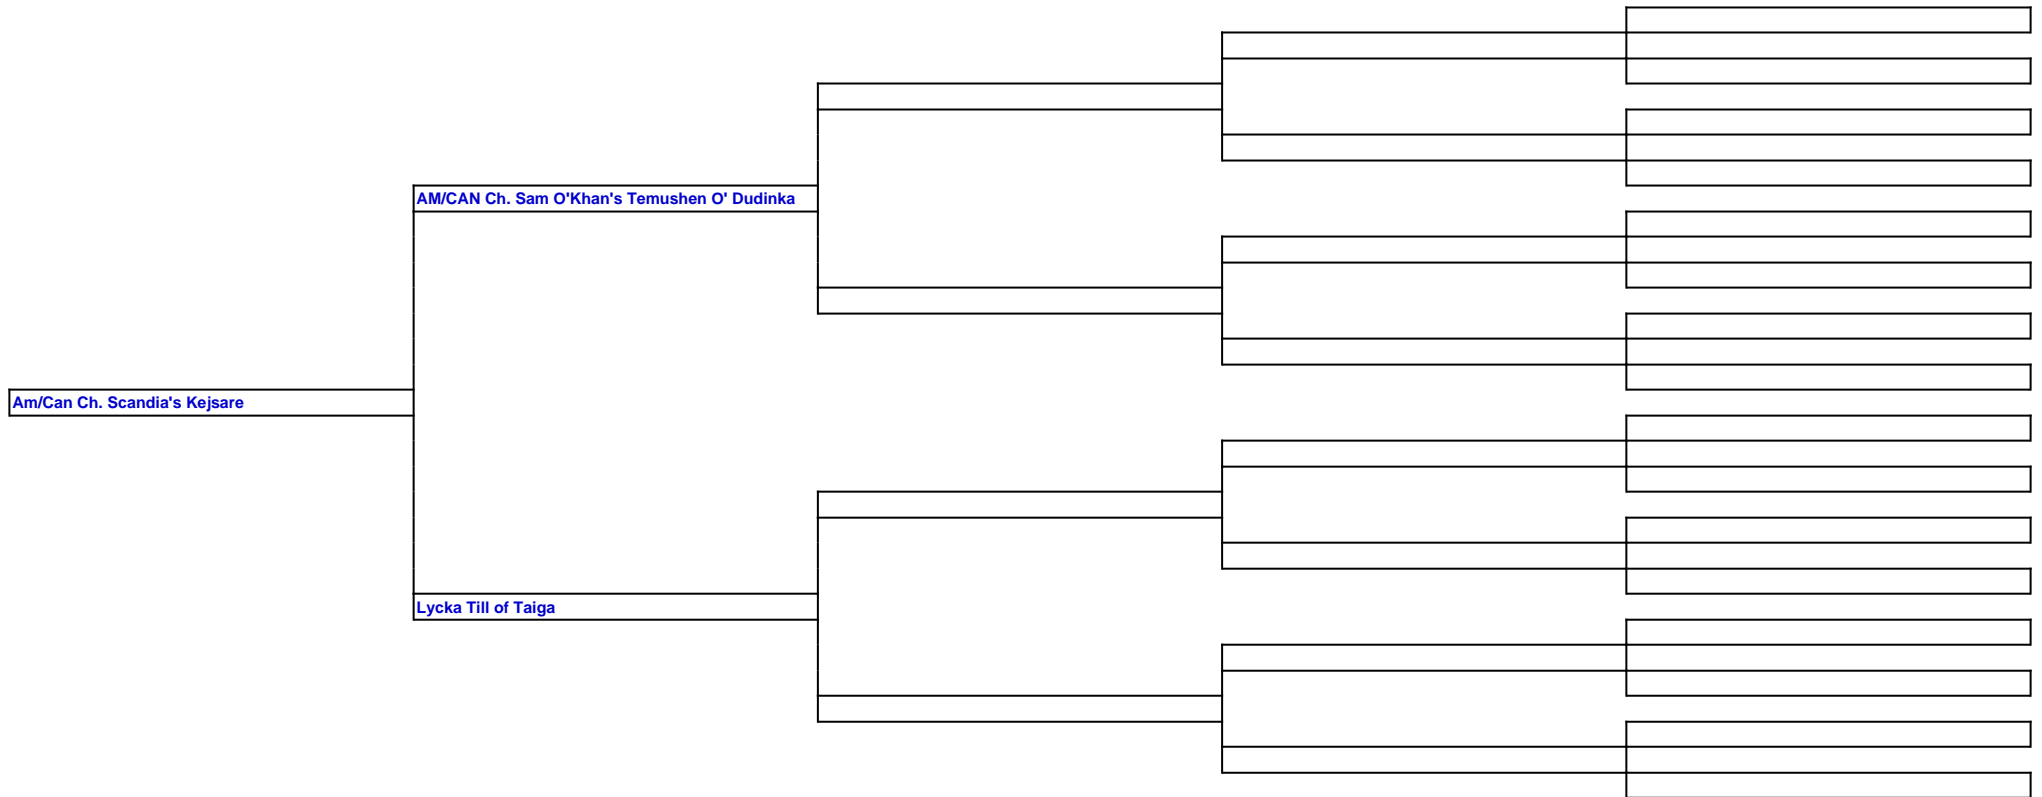 AM/CAN Ch. Sam O'Khan's Temushen O' Dudinka
Am/Can Ch. Scandia's Kejsare
Lycka Till of Taiga